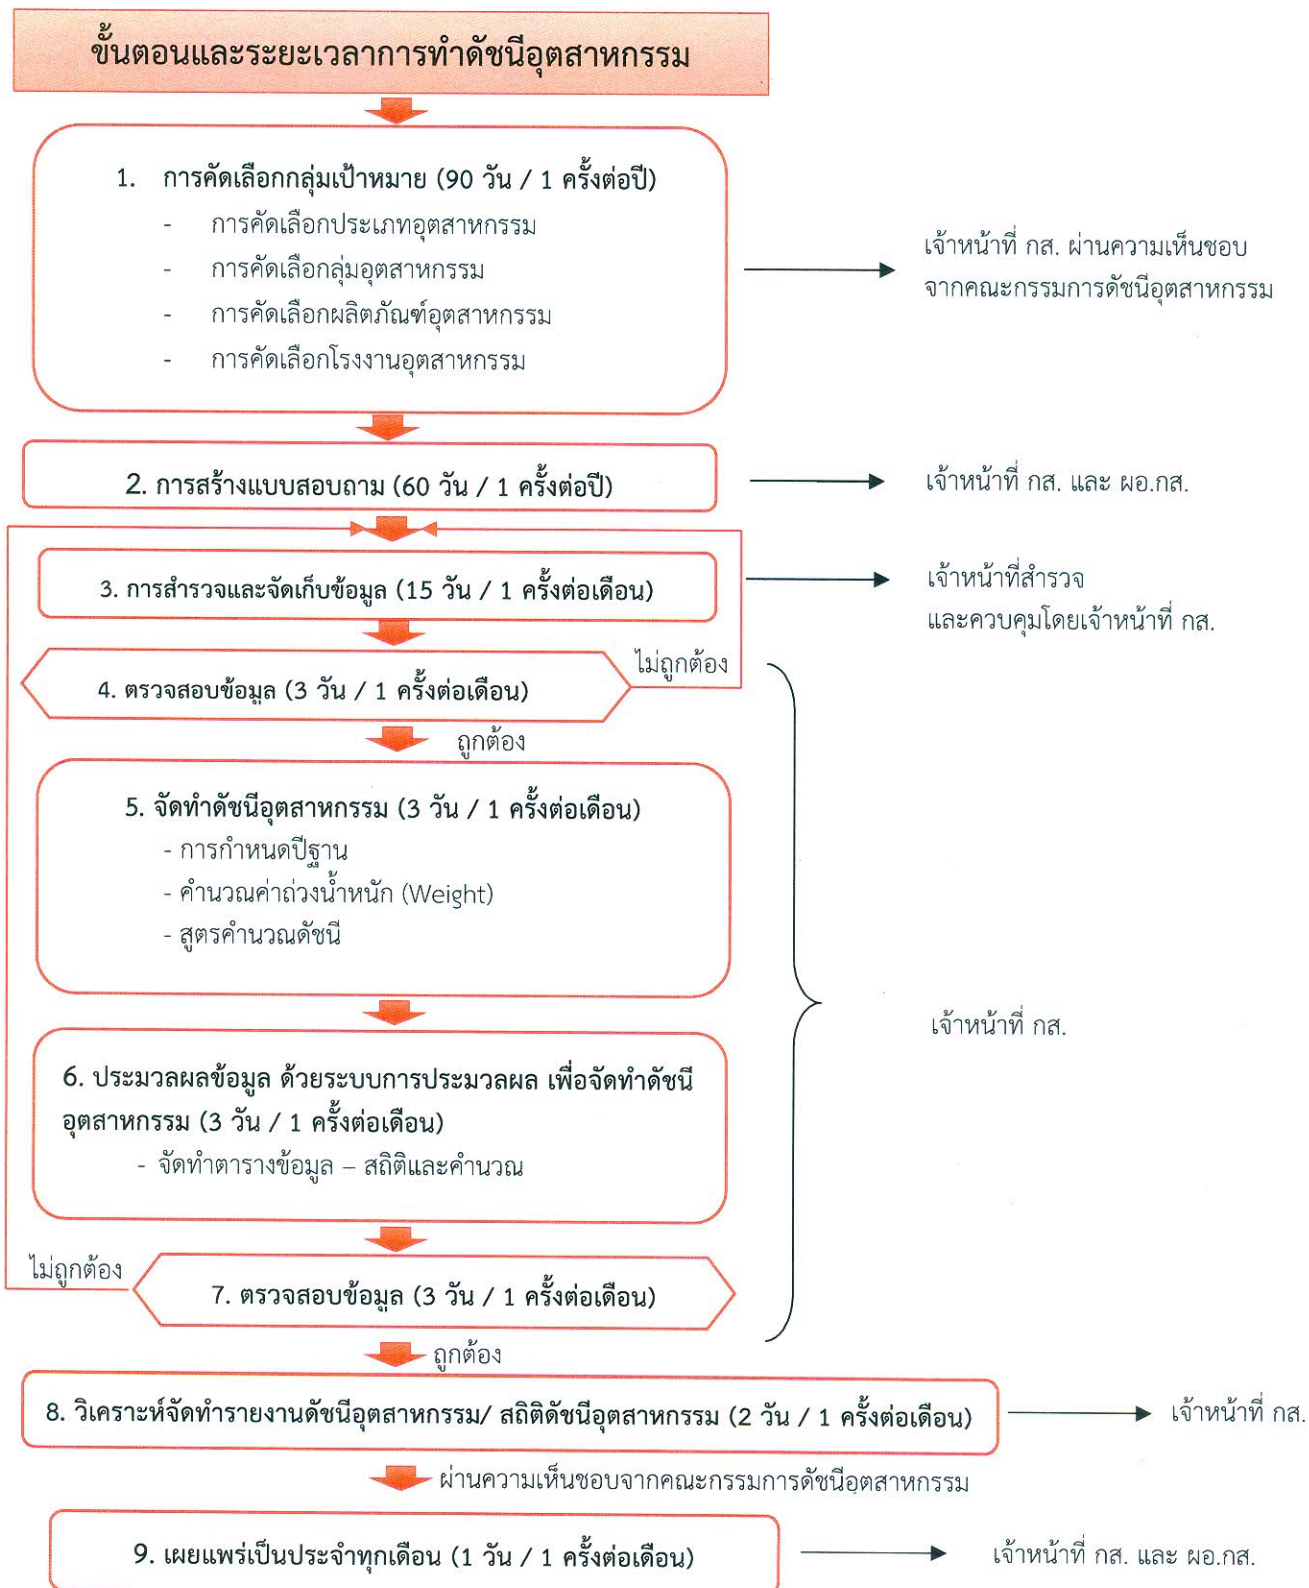 ขั้นตอนและระยะเวลาการทำดัชนีอุตสาหกรรม
1. การคัดเลือกกลุ่มเป้าหมาย (90 วัน / 1 ครั้งต่อปี)
- การคัดเลือกประเภทอุตสาหกรรม
- การคัดเลือกลุ่มอุตสาหกรรม
- การคัดเลือกผลิตภัณฑ์อุตสาหกรรม
- การคัดเลือกโรงงานอุตสาหกรรม
เจ้าหน้าที่ กส. ผ่านความเห็นชอบ
จากคณะกรรมการดัชนีอุตสาหกรรม
2. การสร้างแบบสอบถาม (60 วัน / 1 ครั้งต่อปี)
เจ้าหน้าที่ กส. และ ผอ.กส.
3. การสำรวจและจัดเก็บข้อมูล (15 วัน / 1 ครั้งต่อเดือน)
เจ้าหน้าที่สำรวจ
และควบคุมโดยเจ้าหน้าที่ กส.
ไม่ถูกต้อง
4. ตรวจสอบข้อมูล (3 วัน / 1 ครั้งต่อเดือน)
ถูกต้อง
5. จัดทำดัชนีอุตสาหกรรม (3 วัน / 1 ครั้งต่อเดือน)
- การกำหนดปีฐาน
- คำนวณค่าถ่วงน้ำหนัก (Weight)
- สูตรคำนวณดัชนี
เจ้าหน้าที่ กส.
6. ประมวลผลข้อมูล ด้วยระบบการประมวลผล เพื่อจัดทำดัชนี
อุตสาหกรรม (3 วัน / 1 ครั้งต่อเดือน)
- จัดทำตารางข้อมูล – สถิติและคำนวณ
ไม่ถูกต้อง
7. ตรวจสอบข้อมูล (3 วัน / 1 ครั้งต่อเดือน)
ถูกต้อง
8. วิเคราะห์จัดทำรายงานดัชนีอุตสาหกรรม/ สถิติดัชนีอุตสาหกรรม (2 วัน / 1 ครั้งต่อเดือน)
เจ้าหน้าที่ กส.
ผ่านความเห็นชอบจากคณะกรรมการดัชนีอุตสาหกรรม
9. เผยแพร่เป็นประจำทุกเดือน (1 วัน / 1 ครั้งต่อเดือน)
เจ้าหน้าที่ กส. และ ผอ.กส.